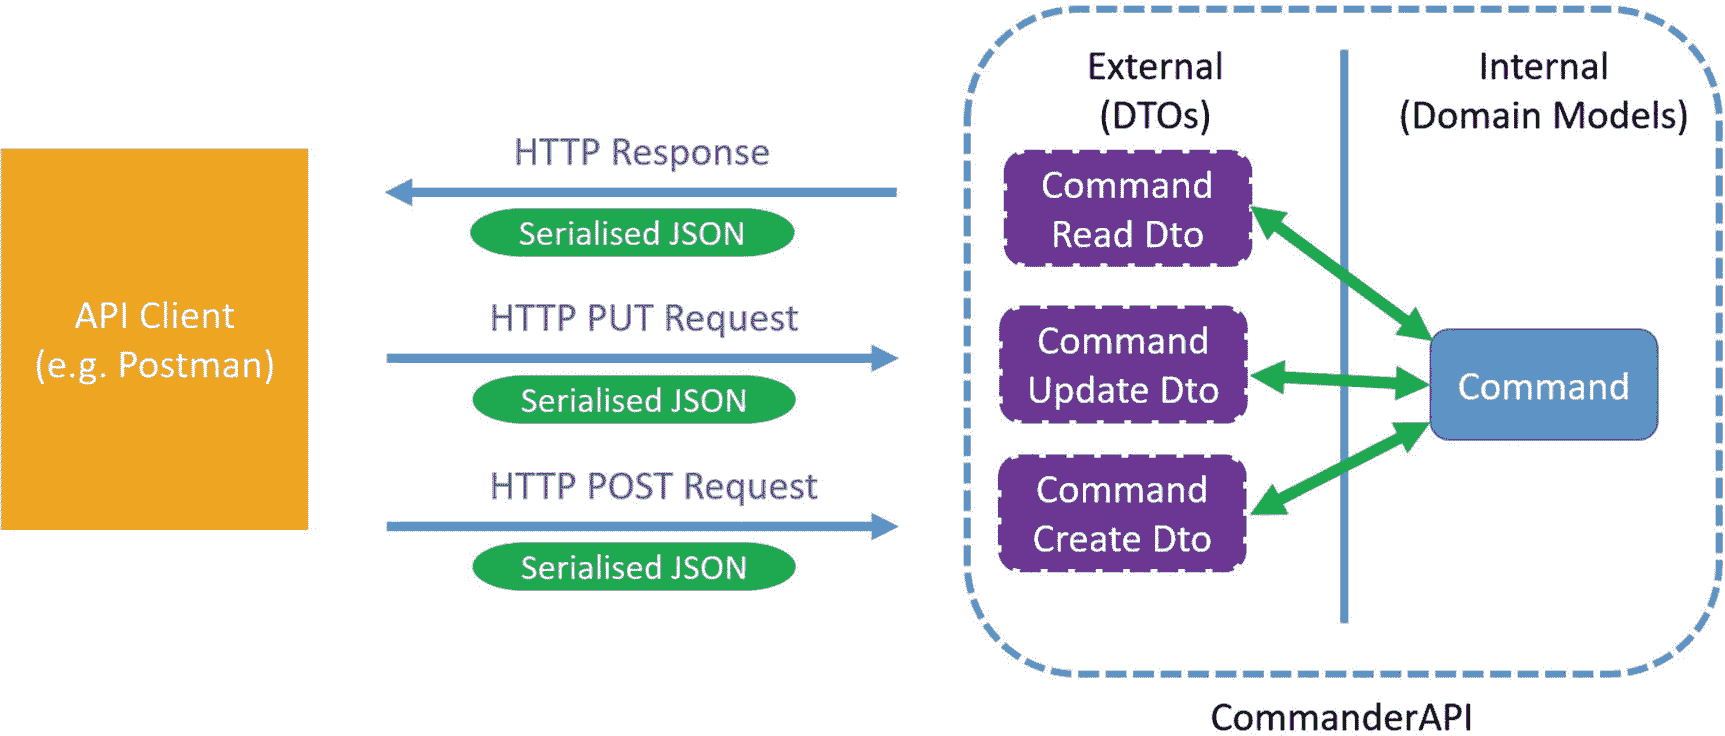 API Client
(e.g. Postman)
HTTP Response
Serialised JSON
HTTP PUT Request
Serialised JSON
HTTP POST Request
Serialised JSON
External
(DTOs)
Internal
(Domain Models)
Command
Read Dto
Command
Update Dto
Command
Create Dto
Command
CommanderAPI